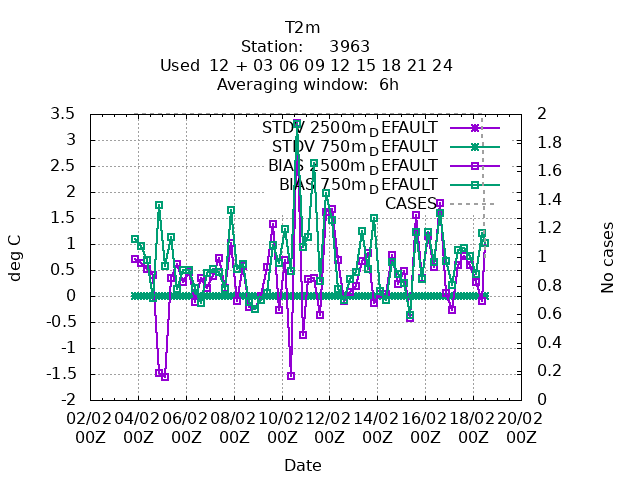 T2m
Station: 3963
Used 12 + 03 06 09 12 15 18 21 24
Averaging window: 6h
STDV 2500m_DEFAULT
STDV 750m_DEFAULT
BIAS 2500m_DEFAULT
BIAS 750m_DEFAULT
CASES
3.5
3
2.5
2
1.5
1
0.5
0
-0.5
-1
-1.5
-2
deg C
2
1.8
1.6
1.4
1.2
1
0.8
0.6
0.4
0.2
0
No cases
02/02 04/02 06/02 08/02 10/02 12/02 14/02 16/02 18/02 20/02
00Z 00Z 00Z 00Z 00Z 00Z 00Z 00Z 00Z 00Z
Date